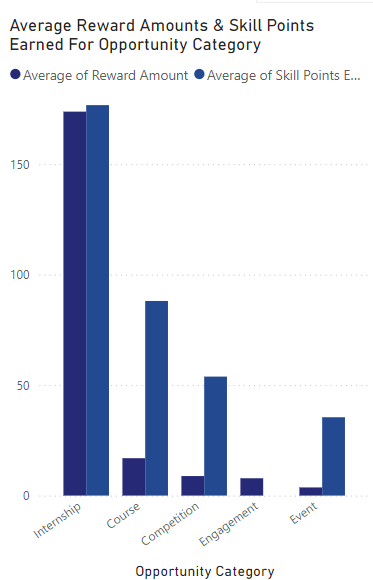 Average Reward Amounts & Skill Points
Earned For Opportunity Category
Average of Reward Amount Average of Skill Points E...
150
100
50
0
Internship Course Competition Engagement Event
Opportunity Category